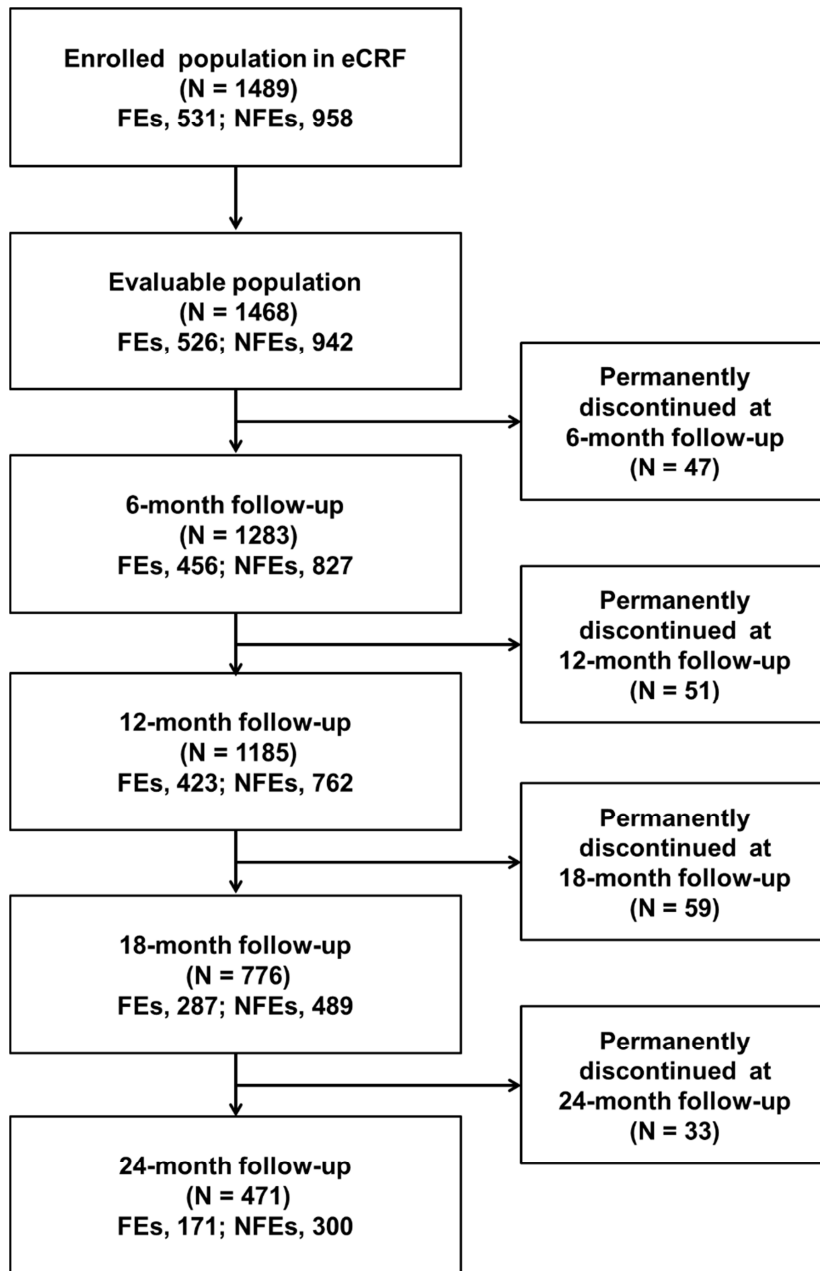 Enrolled population in eCRF
(N = 1489)
FEs, 531; NFEs, 958
Evaluable population
(N = 1468)
FEs, 526; NFEs, 942
Permanently
discontinued at
6-month follow-up
(N = 47)
6-month follow-up
(N = 1283)
FEs, 456; NFEs, 827
Permanently
discontinued at
12-month follow-up
(N = 51)
12-month follow-up
(N = 1185)
FEs, 423; NFEs, 762
Permanently
discontinued at
18-month follow-up
(N = 59)
18-month follow-up
(N = 776)
FEs, 287; NFEs, 489
Permanently
discontinued at
24-month follow-up
(N = 33)
24-month follow-up
(N = 471)
FEs, 171; NFEs, 300